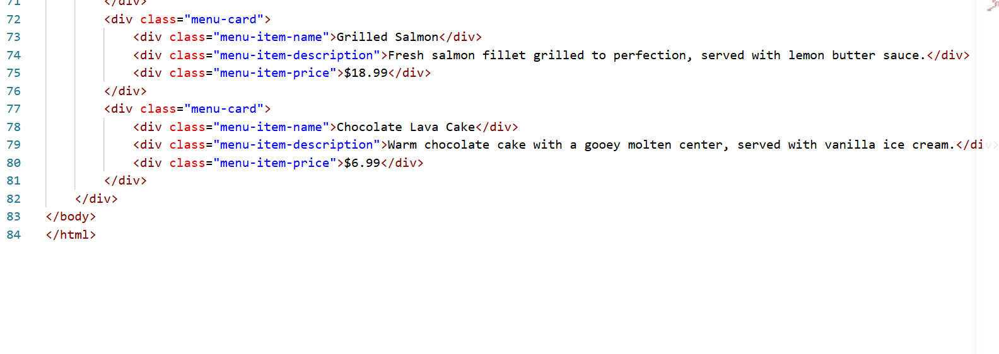 71 </div>
72 <div class="menu-card">
73 <div class="menu-item-name">Grilled Salmon</div>
74 <div class="menu-item-description">Fresh salmon fillet grilled to perfection, served with lemon butter sauce.</div>
75 <div class="menu-item-price">$18.99</div>
76 </div>
77 <div class="menu-card">
78 <div class="menu-item-name">Chocolate Lava Cake</div>
79 <div class="menu-item-description">Warm chocolate cake with a gooey molten center, served with vanilla ice cream.</div>
80 <div class="menu-item-price">$6.99</div>
81 </div>
82 </div>
83 </body>
84 </html>